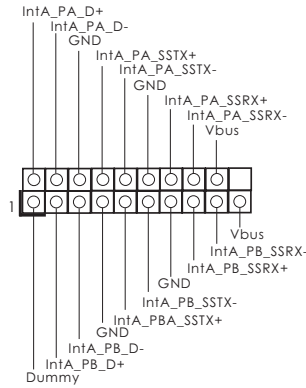 IntA_PA_D+
IntA_PA_D-
GND
IntA_PA_SSTX+
IntA_PA_SSTX-
GND
IntA_PA_SSRX+
IntA_PA_SSRX-
Vbus
1
Vbus
IntA_PB_SSRX-
IntA_PB_SSRX+
GND
IntA_PB_SSTX-
IntA_PBA_SSTX+
GND
IntA_PB_D-
IntA_PB_D+
Dummy